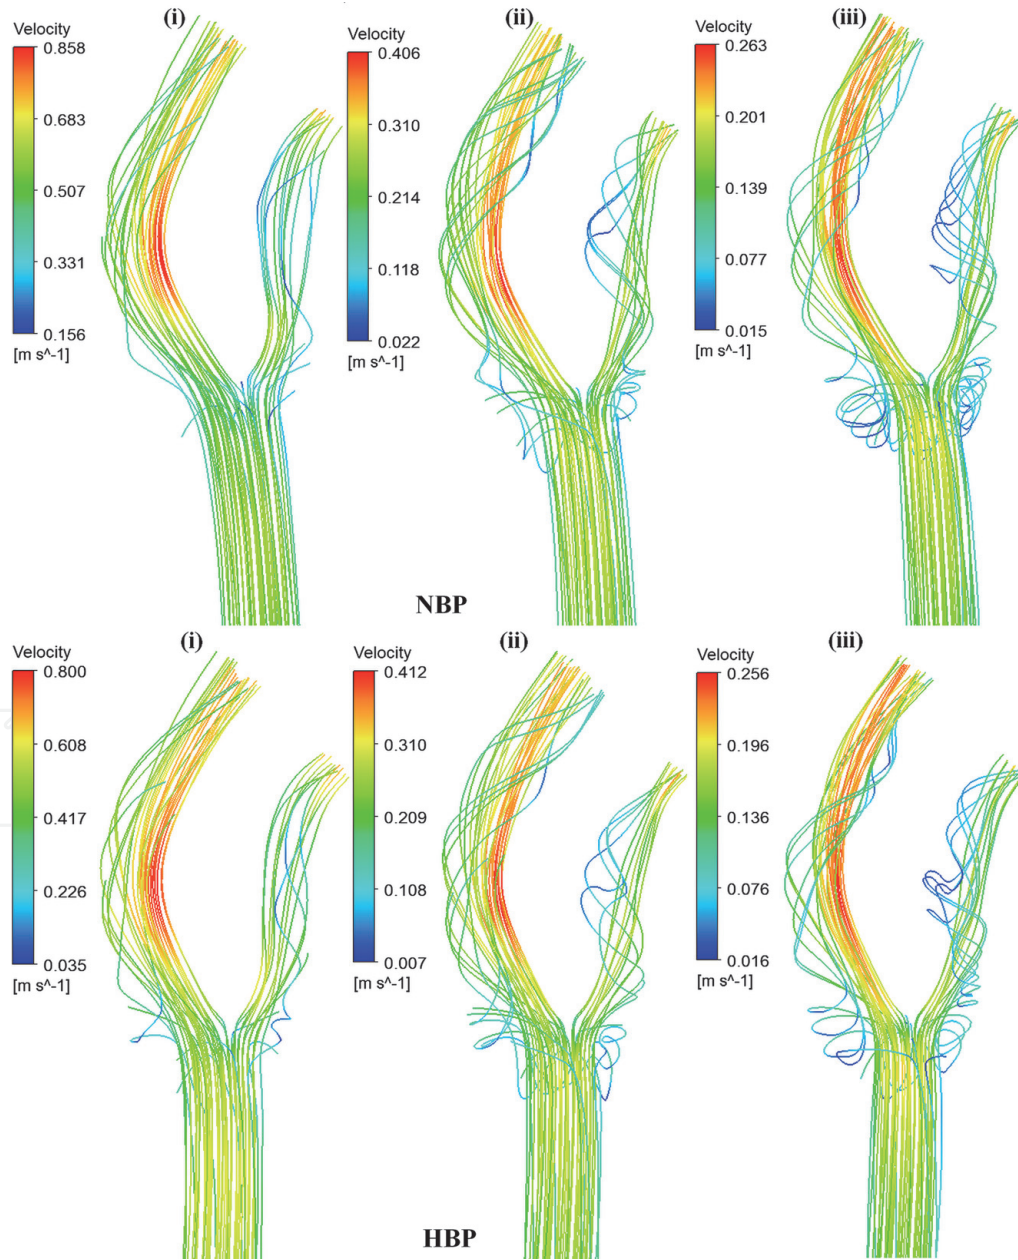 (i)
Velocity
0.858
0.683
0.507
0.331
0.156
[m s^-1]
(ii)
Velocity
0.406
0.310
0.214
0.118
0.022
[m s^-1]
(iii)
Velocity
0.263
0.201
0.139
0.077
0.015
[m s^-1]
NBP
(i)
Velocity
0.800
0.608
0.417
0.226
0.035
[m s^-1]
(ii)
Velocity
0.412
0.310
0.209
0.108
0.007
[m s^-1]
(iii)
Velocity
0.256
0.196
0.136
0.076
0.016
[m s^-1]
HBP